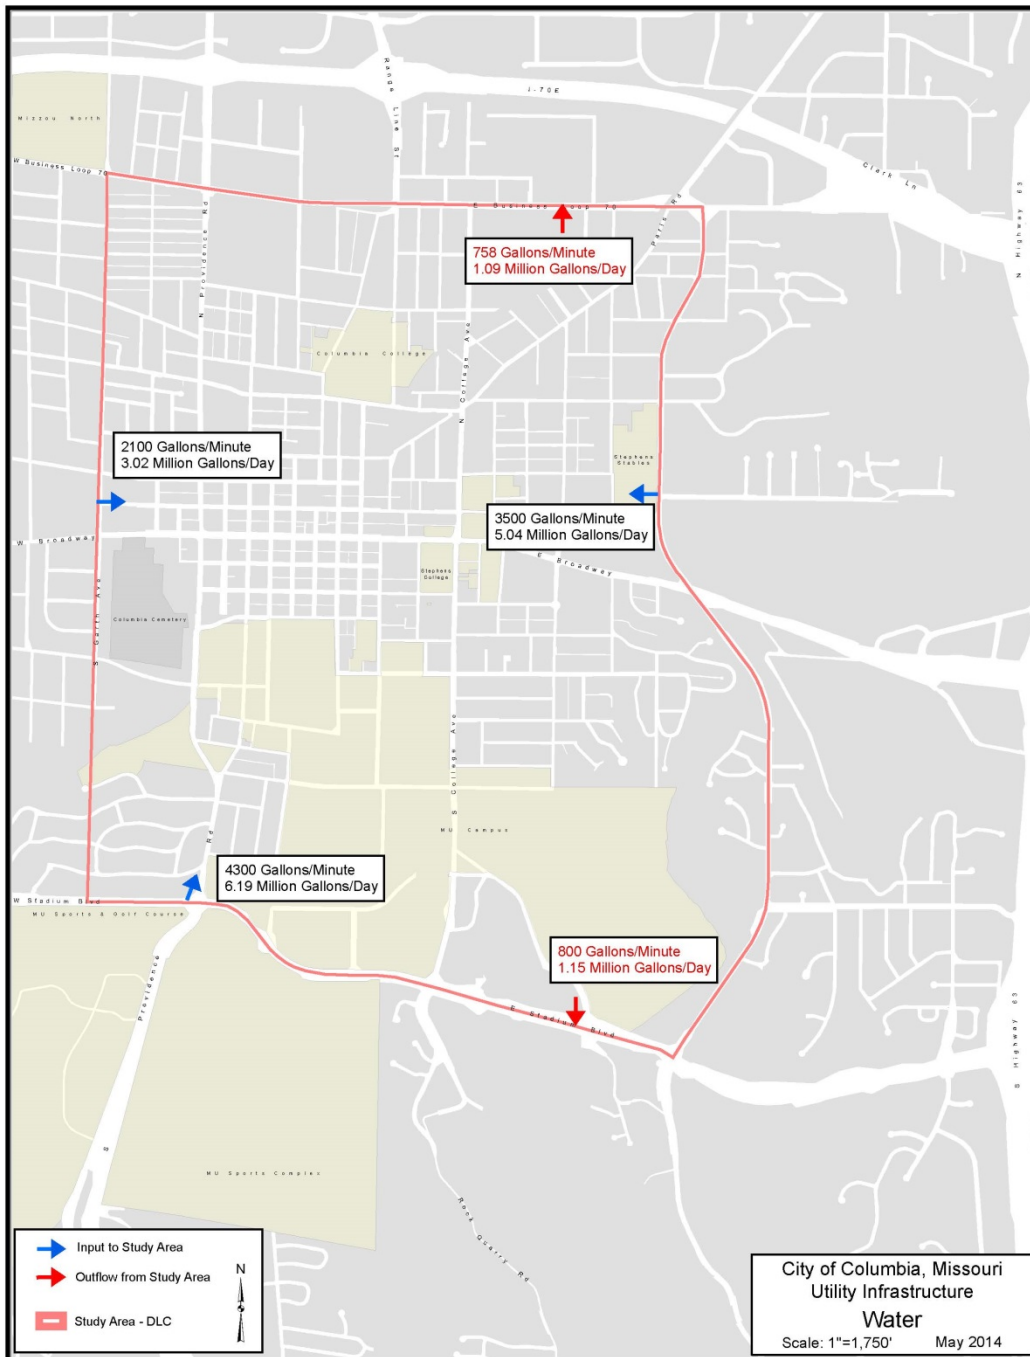 I-70E
Mizzou North
Range Line St
W Business Loop 70
Clark Ln
N Highway 63
N Providence Rd
E Business Loop 70
Paris Rd
758 Gallons/Minute
1.09 Million Gallons/Day
Columbia College
N College Ave
2100 Gallons/Minute
3.02 Million Gallons/Day
Stephens
Stables
3500 Gallons/Minute
5.04 Million Gallons/Day
W Broadway
E Broadway
Stephens
College
S Garth Ave
Columbia Cemetery
S College Ave
MU Campus
Rd
4300 Gallons/Minute
6.19 Million Gallons/Day
W Stadium Blvd
MU Sports & Golf Course
800 Gallons/Minute
1.15 Million Gallons/Day
E Stadium Blvd
Providence
S
S Highway 63
MU Sports Complex
Rock Quarry Rd
Input to Study Area
Outflow from Study Area
N
Study Area - DLC
City of Columbia, Missouri
Utility Infrastructure
Water
Scale: 1"=1,750' May 2014